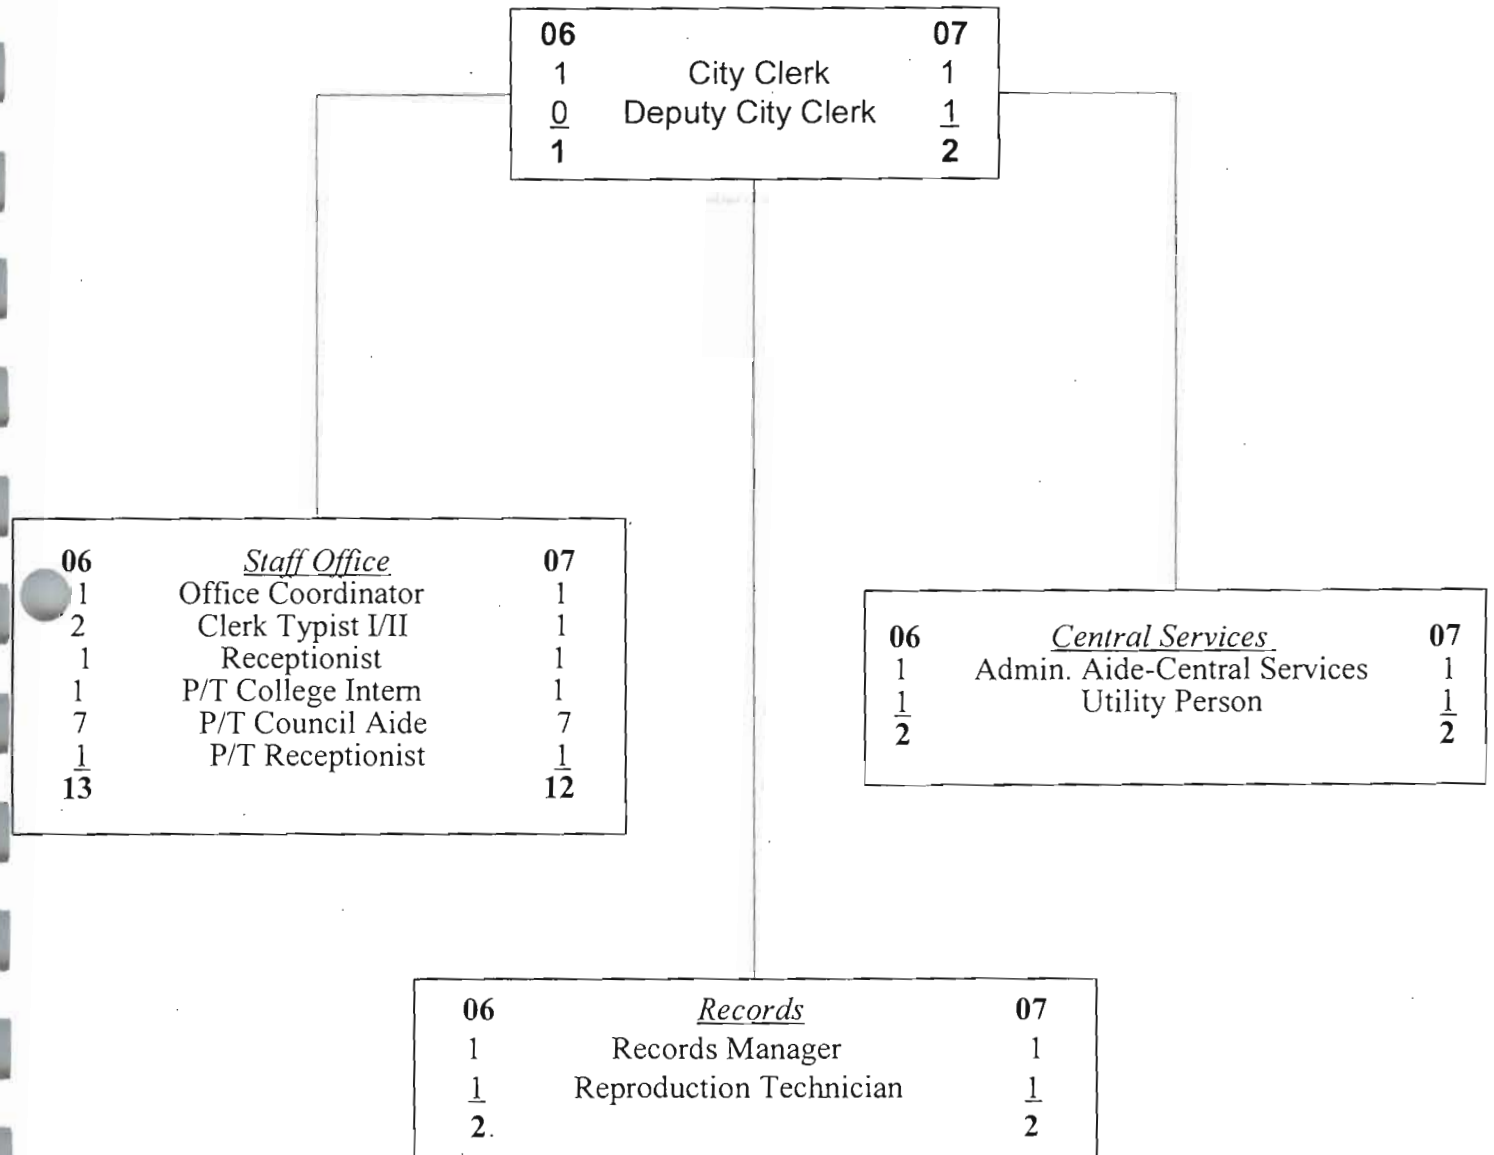 06 07
1 City Clerk 1
0 Deputy City Clerk 1
1 2
06 Staff Office 07
1 Office Coordinator 1
2 Clerk Typist I/II 1
1 Receptionist 1
1 P/T College Intern 1
7 P/T Council Aide 7
1 P/T Receptionist 1
13 12
06 Central Services 07
1 Admin. Aide-Central Services 1
1 Utility Person 1
2 2
06 Records 07
1 Records Manager 1
1 Reproduction Technician 1
2. 2